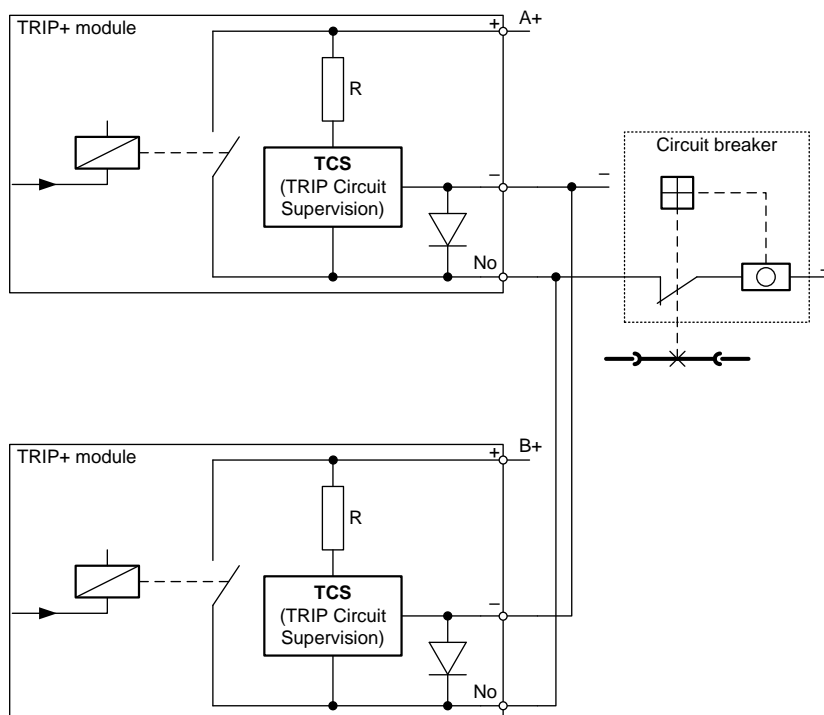 TRIP+ module
+
A+
R
TCS
(TRIP Circuit
Supervision)
–
–
No
Circuit breaker
–
TRIP+ module
+
B+
R
TCS
(TRIP Circuit
Supervision)
–
No